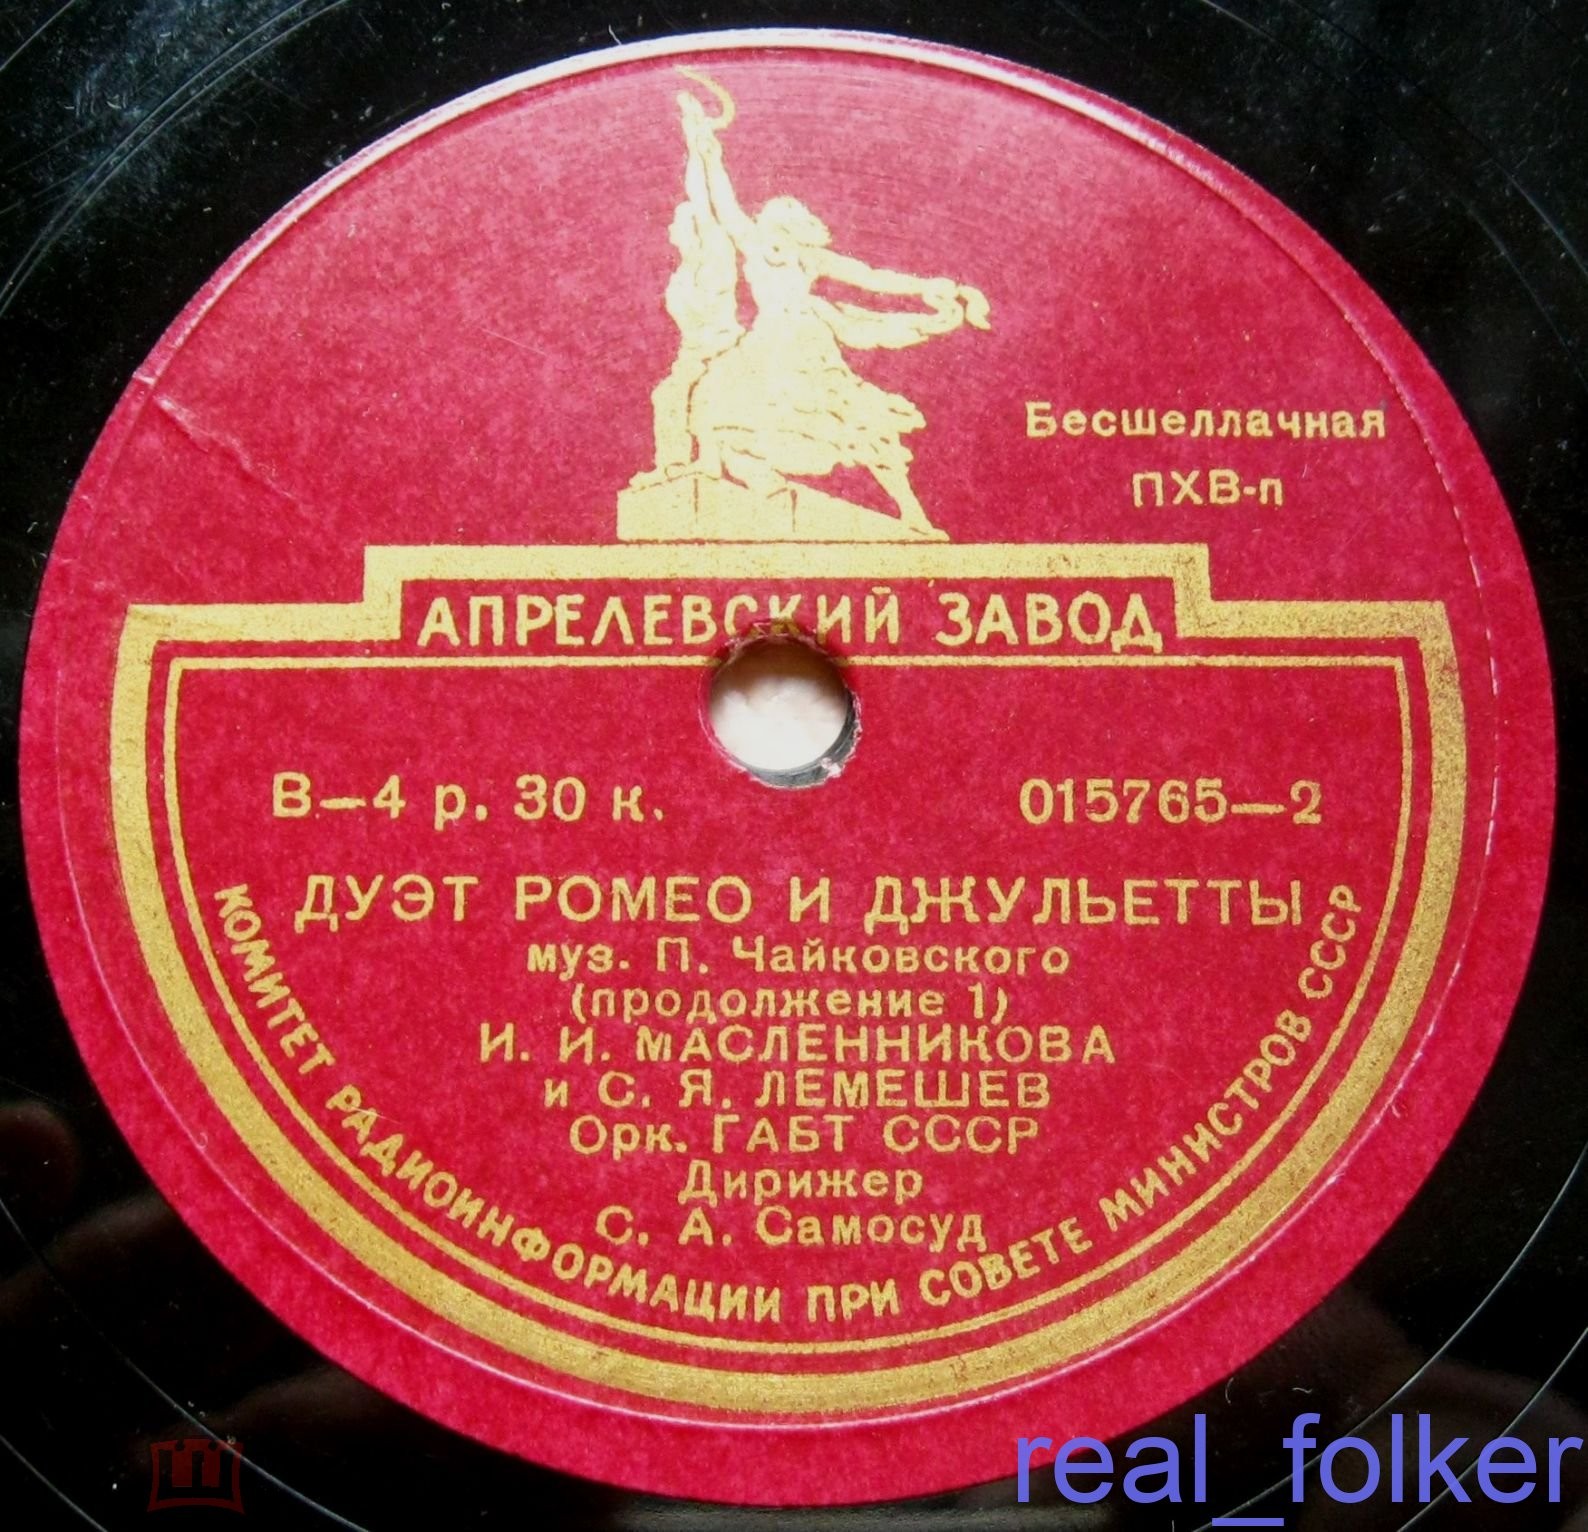 Бесшеллачная
ПХВ-п
АПРЕЛЕВСКИЙ ЗАВОД
В—4 р. 30 к.
015765—2
ДУЭТ РОМЕО И ДЖУЛЬЕТТЫ
муз. П. Чайковского
(продолжение 1)
И. И. МАСЛЕННИКОВА
и С. Я. ЛЕМЕШЕВ
Орк. ГАБТ СССР
Дирижер
С. А. Самосуд
КОМИТЕТ РАДИОИНФОРМАЦИИ ПРИ СОВЕТЕ МИНИСТРОВ СССР
real_folker